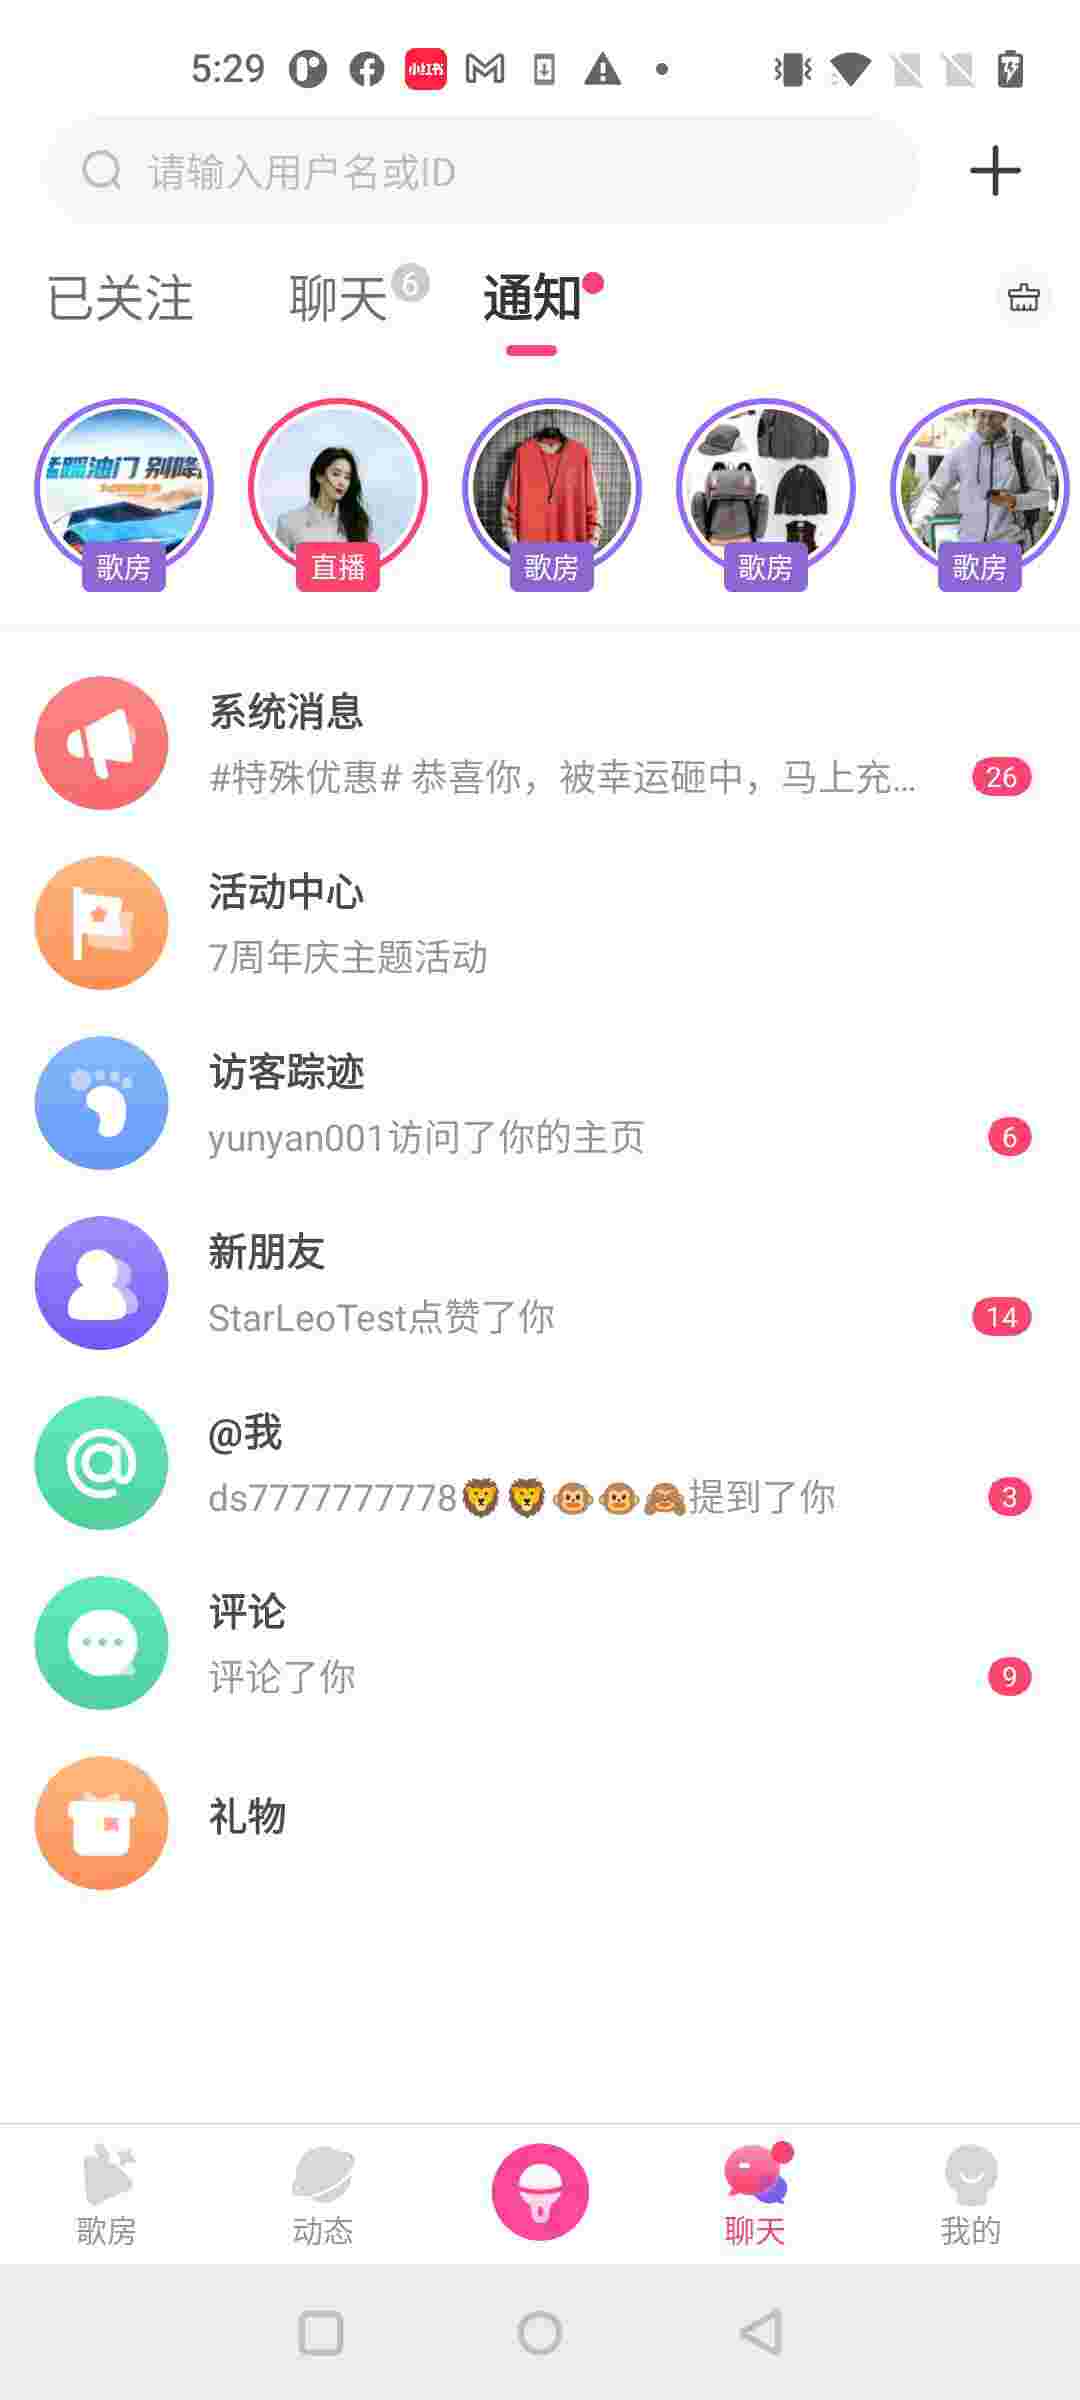 5:29
小红书
请输入用户名或ID
已关注
聊天
6
通知
猛踩油门 别降
歌房
直播
歌房
歌房
歌房
系统消息
#特殊优惠# 恭喜你，被幸运砸中，马上充...
26
活动中心
7周年庆主题活动
访客踪迹
yunyan001访问了你的主页
6
新朋友
StarLeoTest点赞了你
14
@我
ds7777777778🦁🦁🐵🐵🙈提到了你
3
评论
评论了你
9
礼物
歌房
动态
聊天
我的